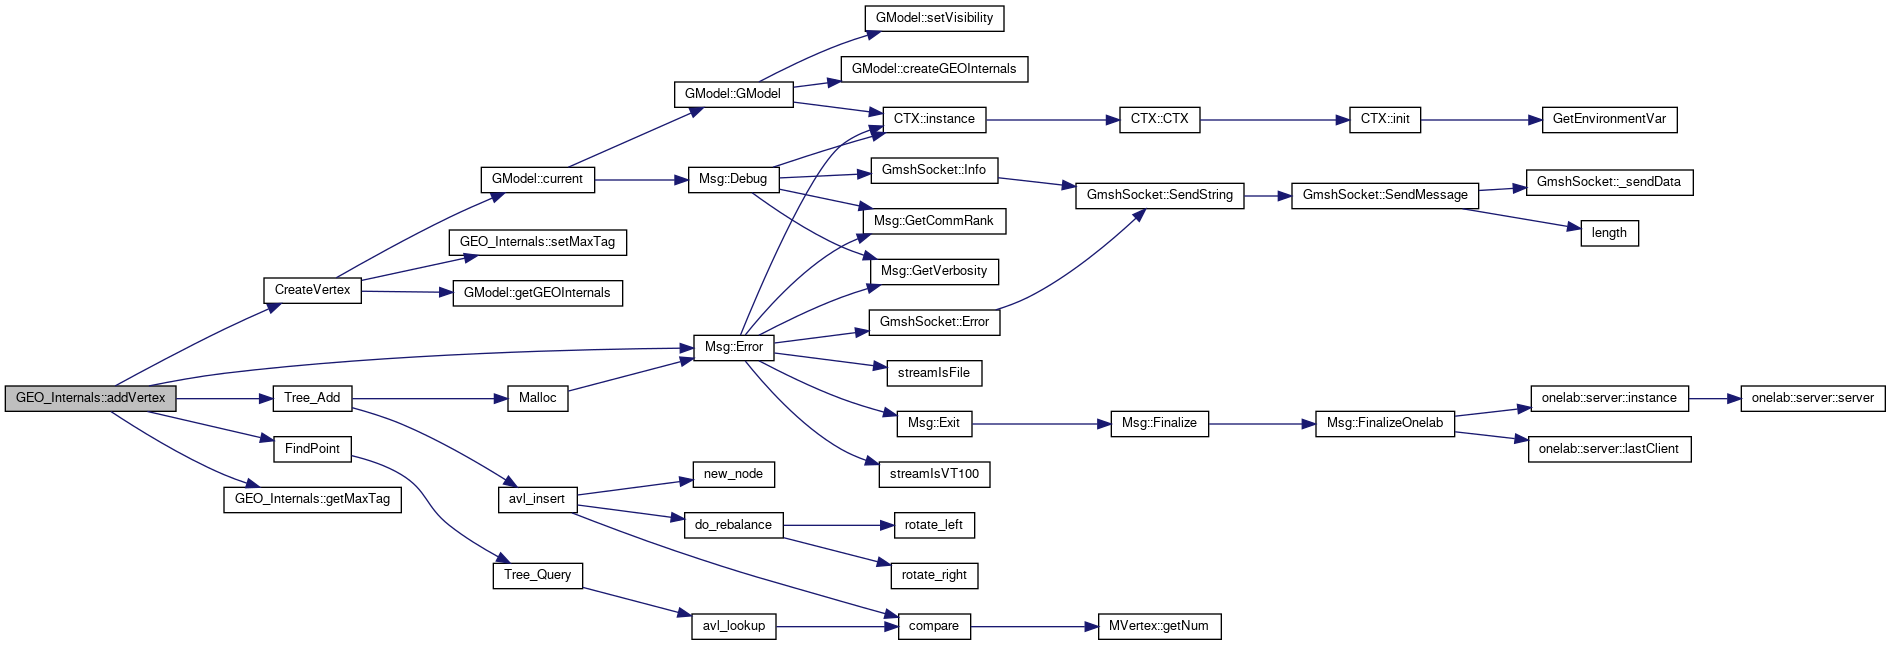 GModel::setVisibility
GModel::createGEOInternals
GModel::GModel
CTX::instance
CTX::CTX
CTX::init
GetEnvironmentVar
GModel::current
Msg::Debug
GmshSocket::Info
GmshSocket::SendString
GmshSocket::SendMessage
GmshSocket::_sendData
Msg::GetCommRank
length
GEO_Internals::setMaxTag
Msg::GetVerbosity
CreateVertex
GModel::getGEOInternals
GmshSocket::Error
Msg::Error
streamIsFile
GEO_Internals::addVertex
Tree_Add
Malloc
onelab::server::instance
onelab::server::server
Msg::Exit
Msg::Finalize
Msg::FinalizeOnelab
FindPoint
onelab::server::lastClient
new_node
streamIsVT100
GEO_Internals::getMaxTag
avl_insert
do_rebalance
rotate_left
Tree_Query
rotate_right
avl_lookup
compare
MVertex::getNum